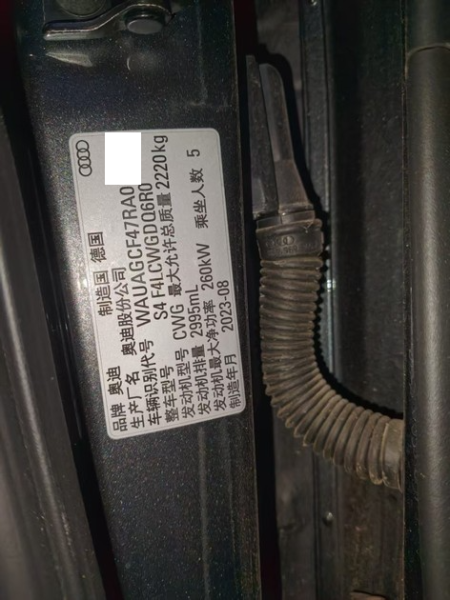 品牌 奥迪 制造国 德国
生产厂名 奥迪股份公司
车辆识别代号 WAUAGCF47RA0
整车型号 S4 F4LCWGDQ6R0
发动机型号 CWG 最大允许总质量 2220kg
发动机排量 2995mL
发动机最大净功率 260kW 乘坐人数 5
制造年月 2023-08